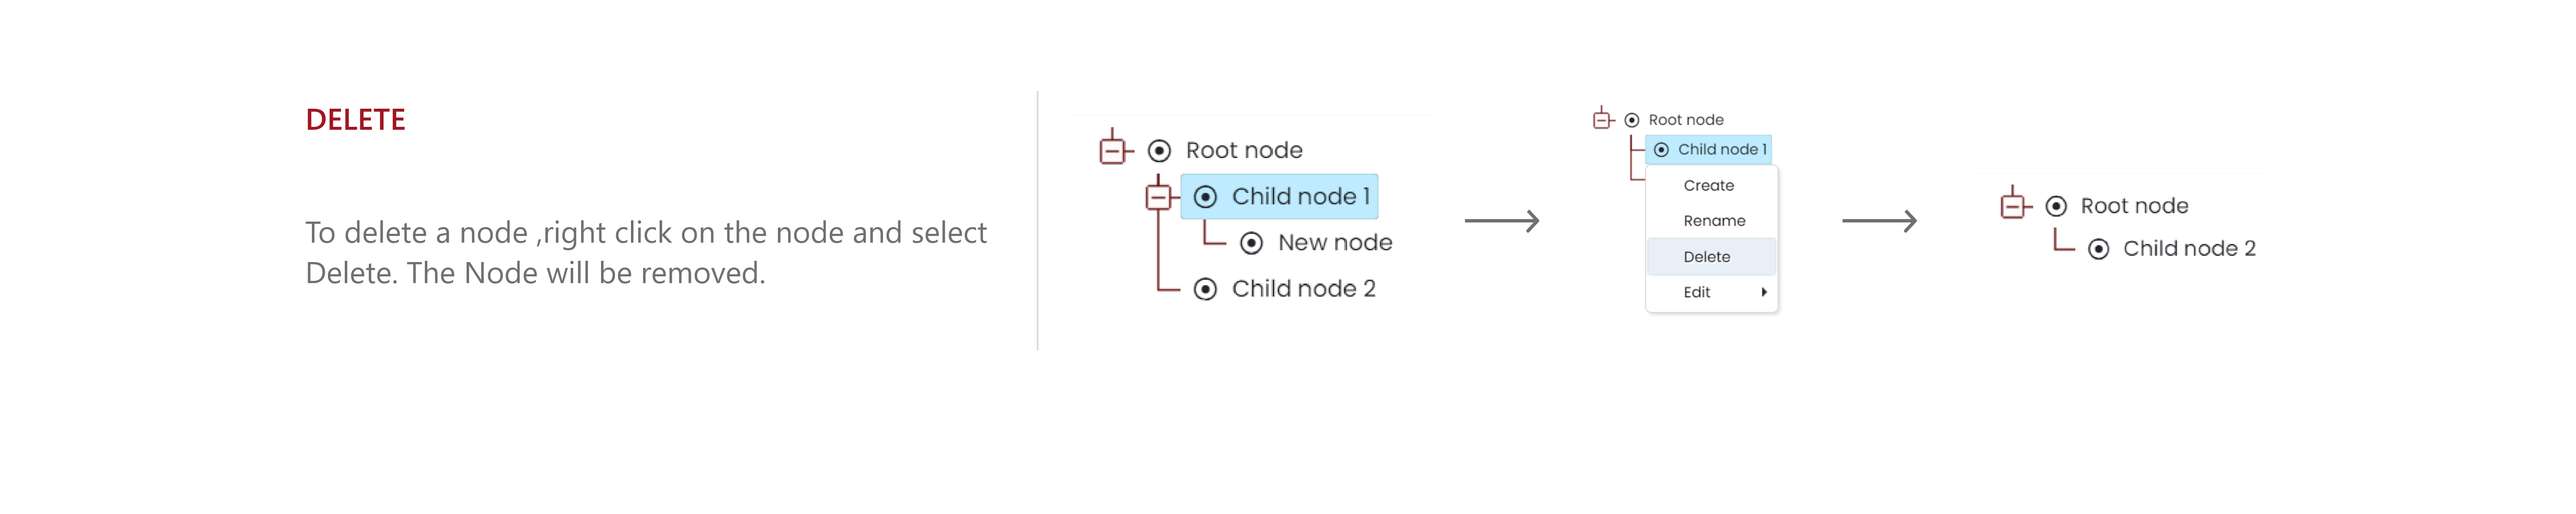 DELETE
To delete a node ,right click on the node and select
Delete. The Node will be removed.
Root node
Child node 1
New node
Child node 2
Root node
Child node 1
Create
Rename
Delete
Edit
Root node
Child node 2